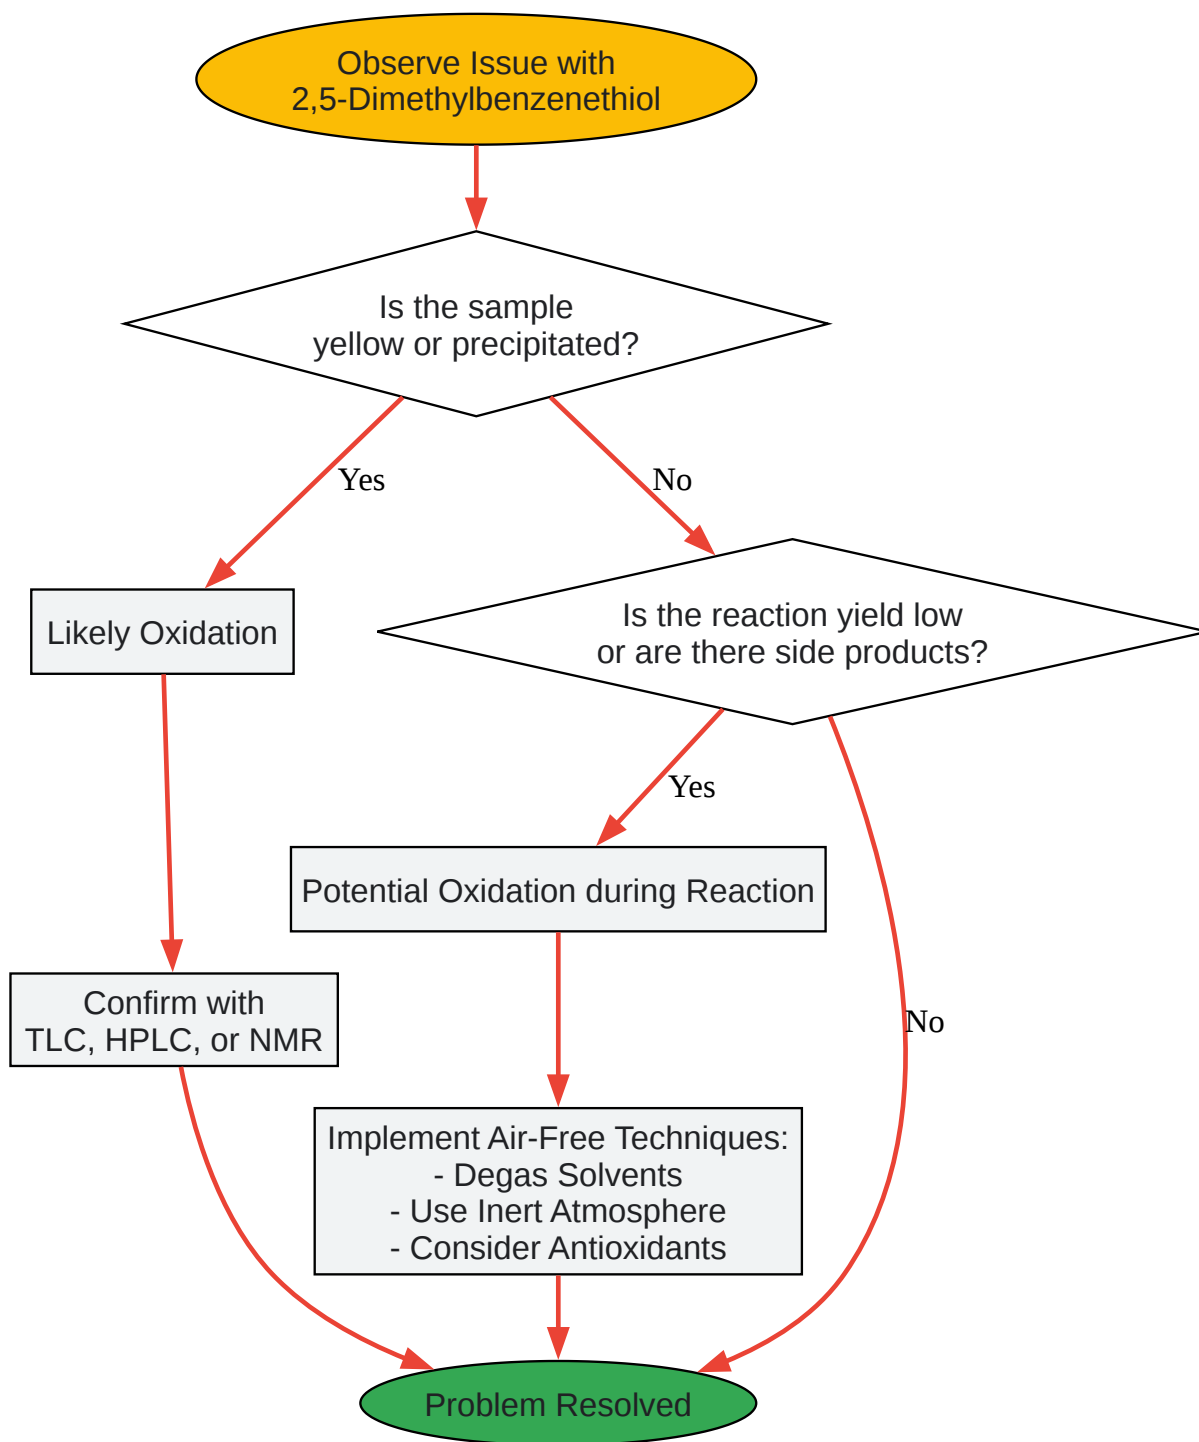 Observe Issue with
2,5-Dimethylbenzenethiol
Is the sample
yellow or precipitated?
Yes
No
Likely Oxidation
Is the reaction yield low
or are there side products?
Yes
Potential Oxidation during Reaction
Confirm with
TLC, HPLC, or NMR
No
Implement Air-Free Techniques:
- Degas Solvents
- Use Inert Atmosphere
- Consider Antioxidants
Problem Resolved